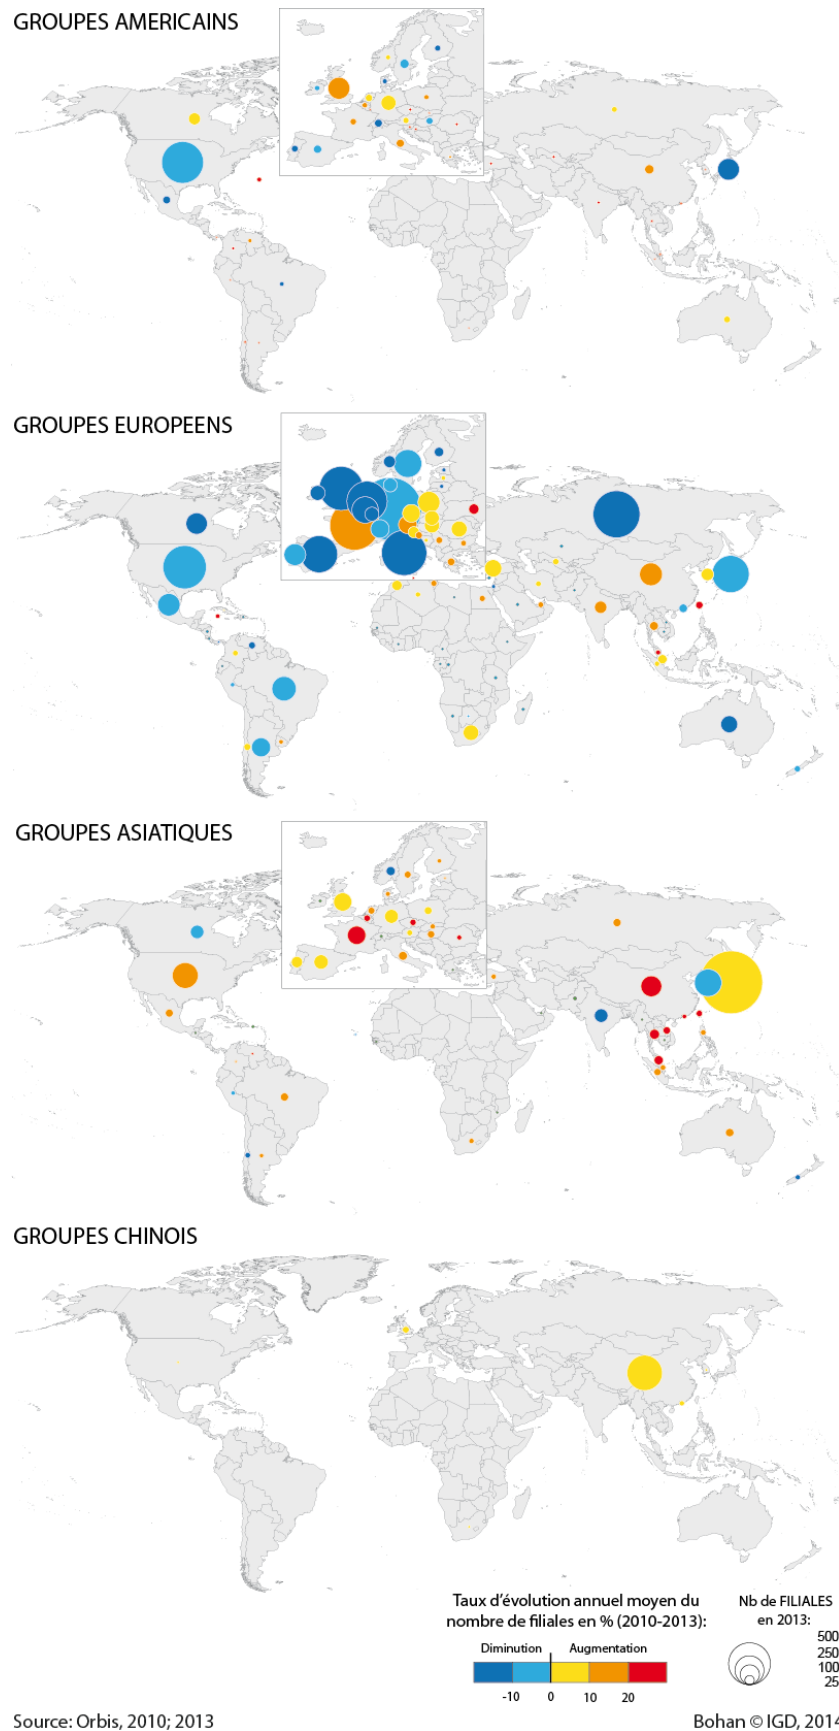 GROUPES AMERICAINS
GROUPES EUROPEENS
GROUPES ASIATIQUES
GROUPES CHINOIS
Taux d'évolution annuel moyen du
nombre de filiales en % (2010-2013):
Diminution Augmentation
-10 0 10 20
Nb de FILIALES
en 2013:
500
250
100
25
Source: Orbis, 2010; 2013
Bohan © IGD, 2014